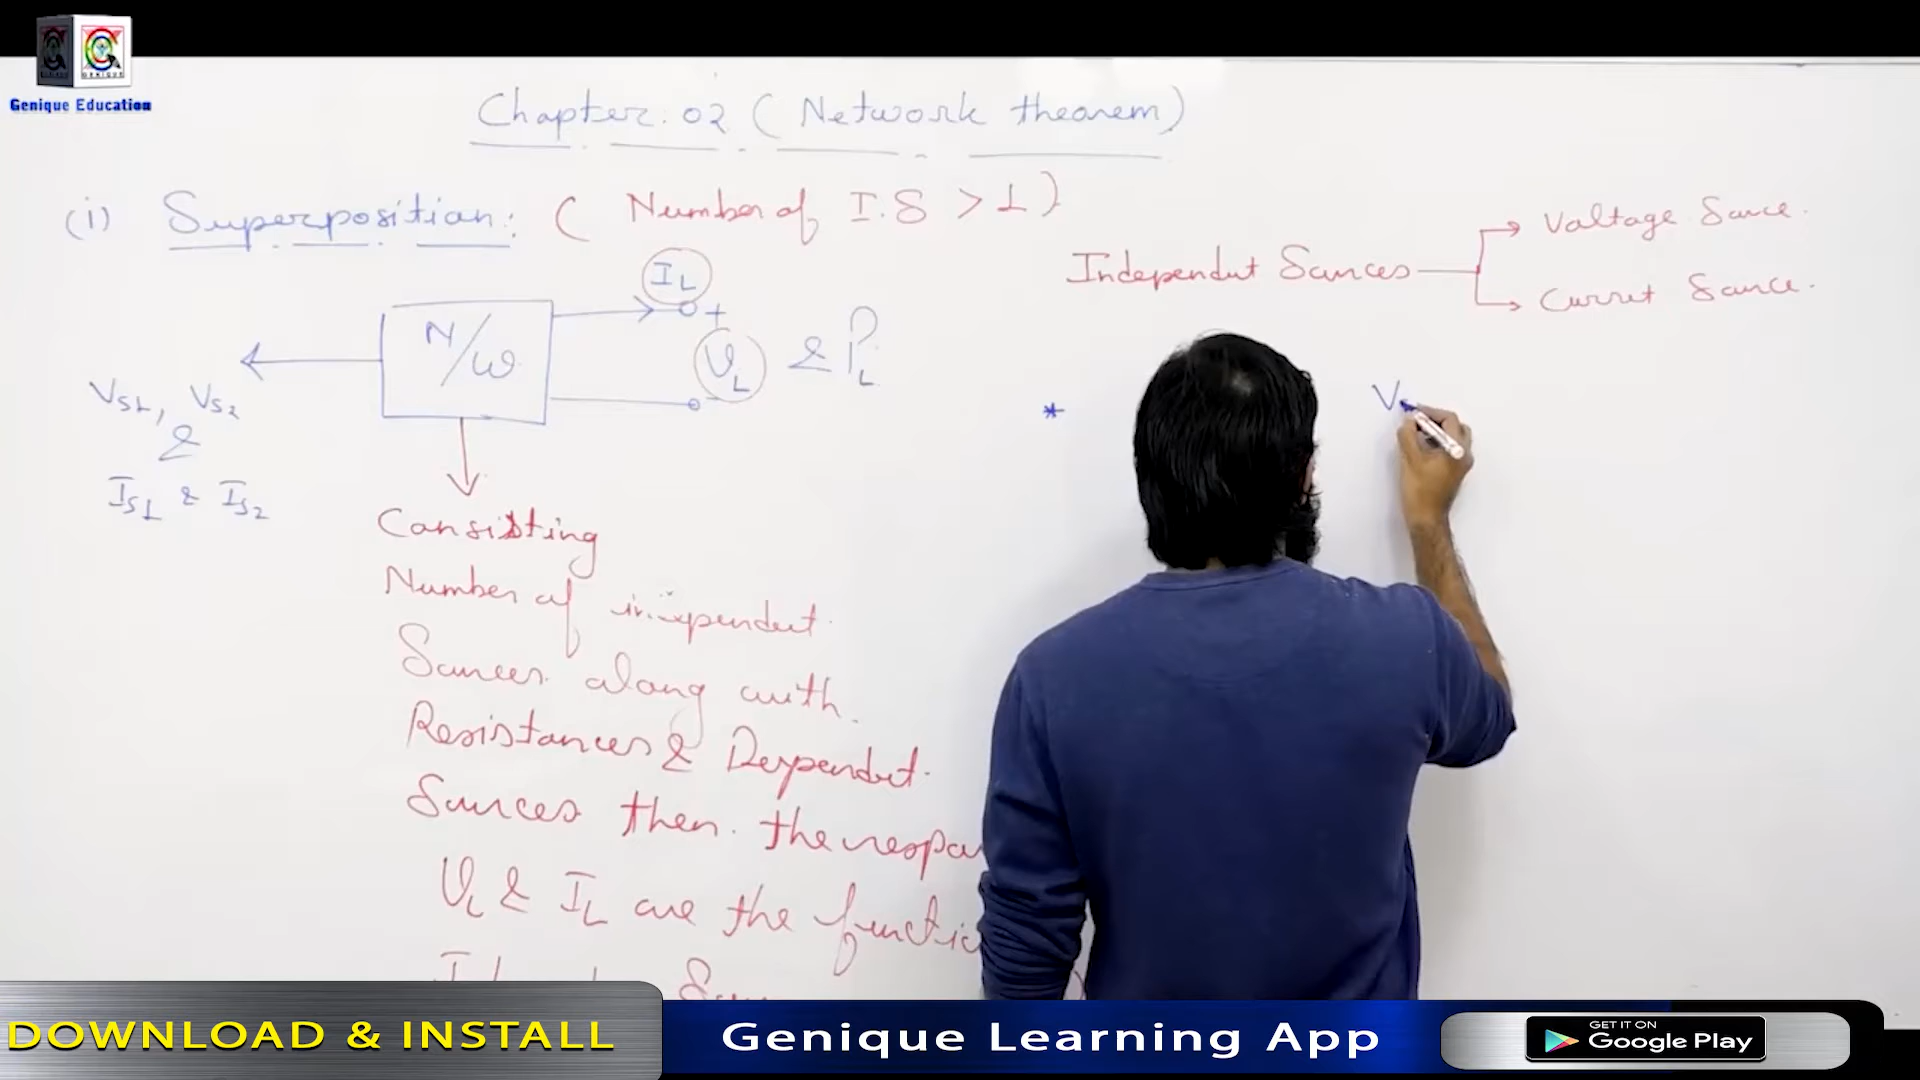 Genique Education
Chapter. 02 ( Network theorem)
(i) Superposition: ( Number of I.S > 1 )
Independent Sources
Voltage Source.
Current Source.
N/W
IL
+
VL & PL
-
VS1, VS2
&
IS1 & IS2
* VS
Consisting
Number of independent
Sources along with.
Resistances & Dependent.
Sources then. the
VL & IL are the
DOWNLOAD & INSTALL
Genique Learning App
GET IT ON
Google Play